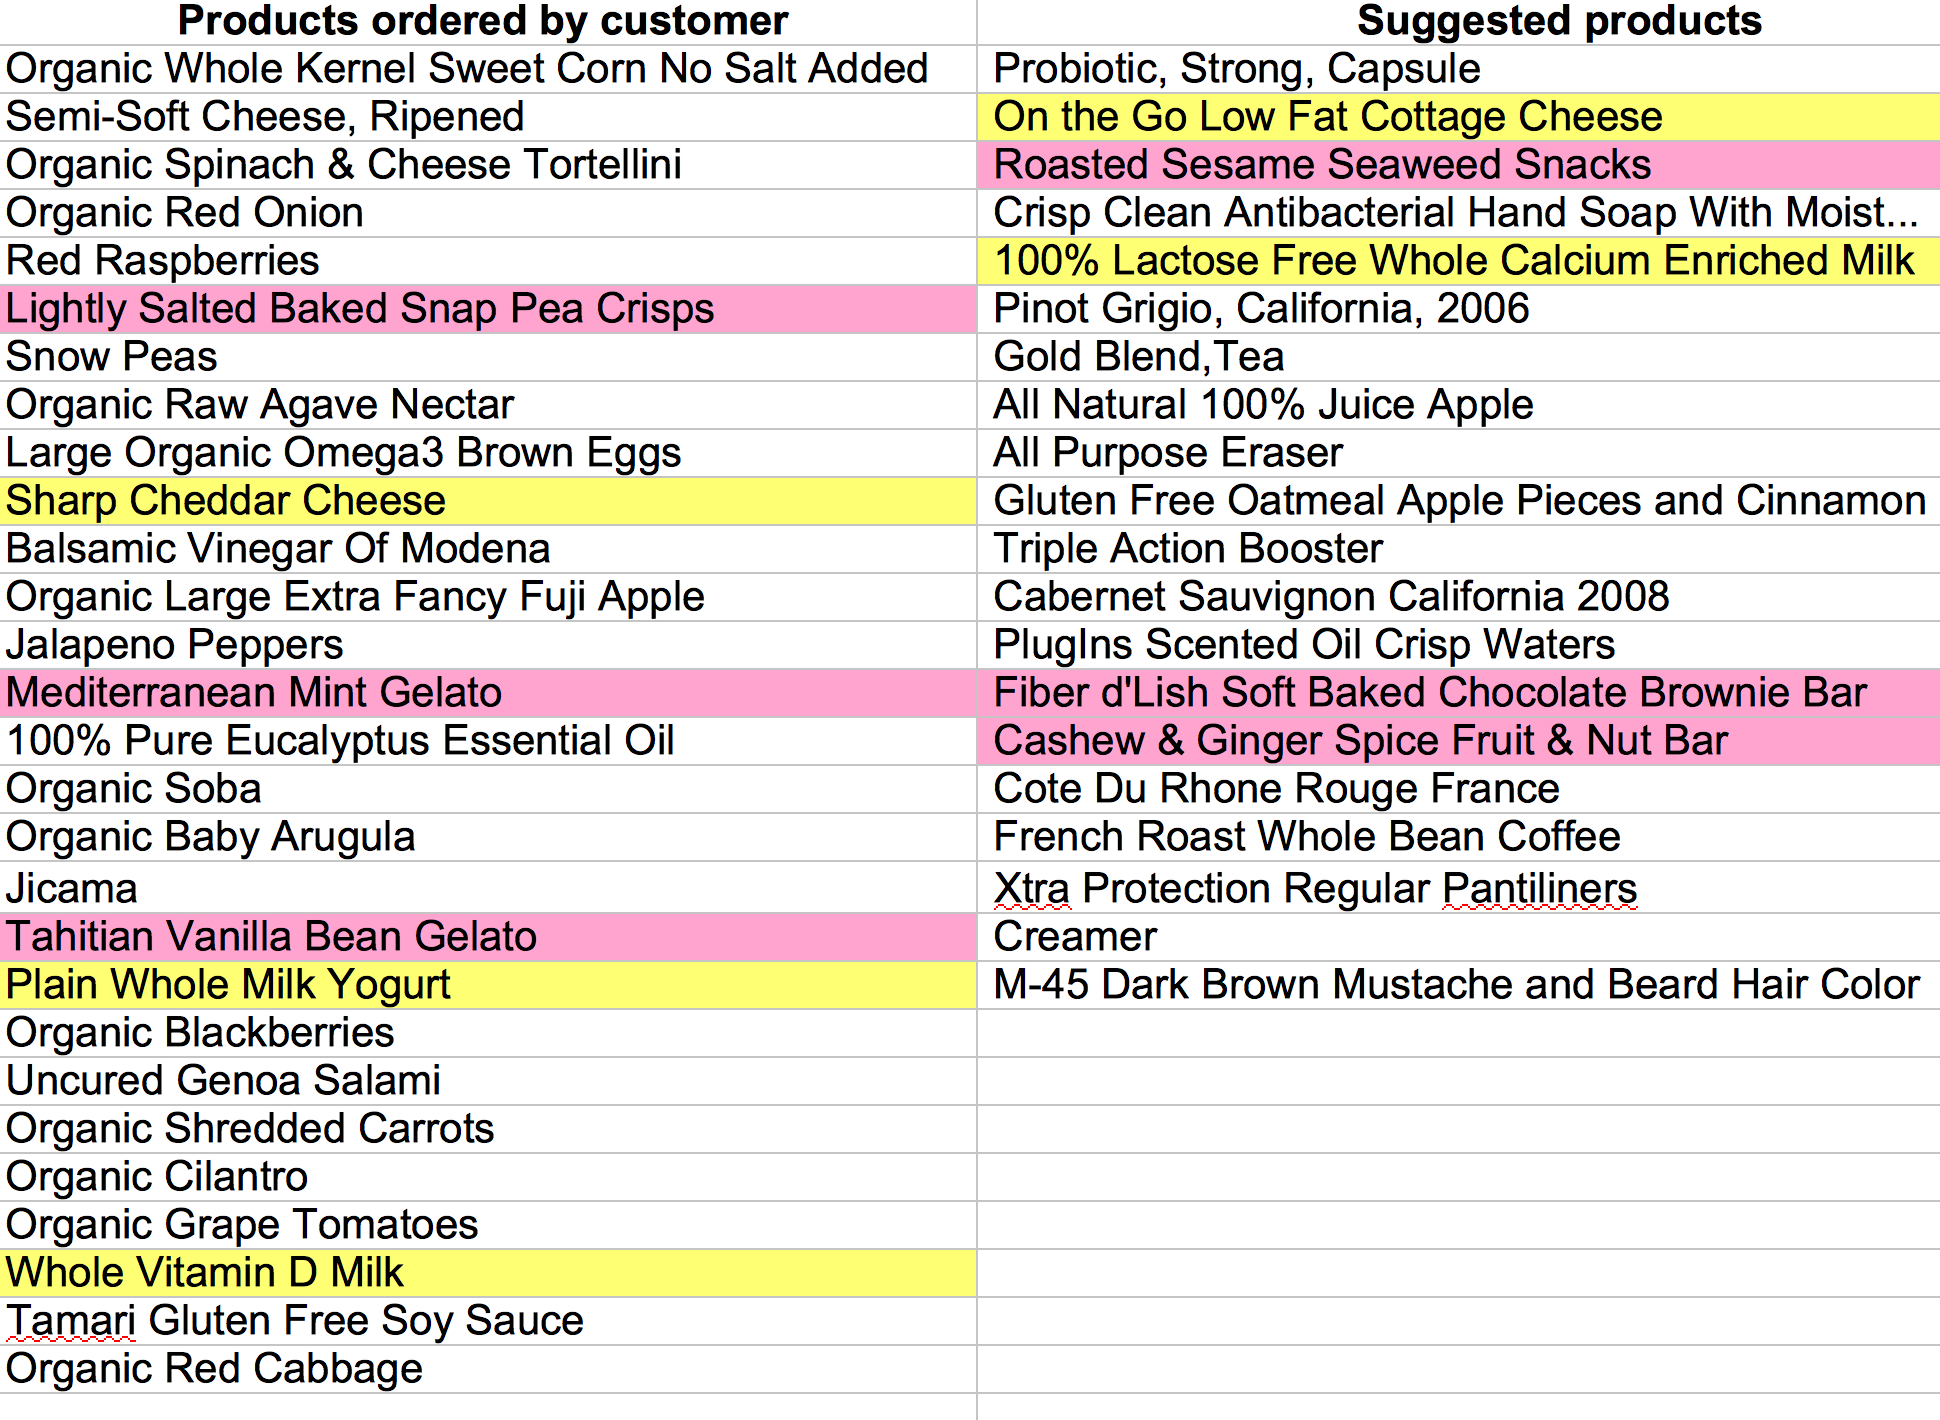 Products ordered by customer Suggested products
Organic Whole Kernel Sweet Corn No Salt Added Probiotic, Strong, Capsule
Semi-Soft Cheese, Ripened On the Go Low Fat Cottage Cheese
Organic Spinach & Cheese Tortellini Roasted Sesame Seaweed Snacks
Organic Red Onion Crisp Clean Antibacterial Hand Soap With Moist...
Red Raspberries 100% Lactose Free Whole Calcium Enriched Milk
Lightly Salted Baked Snap Pea Crisps Pinot Grigio, California, 2006
Snow Peas Gold Blend,Tea
Organic Raw Agave Nectar All Natural 100% Juice Apple
Large Organic Omega3 Brown Eggs All Purpose Eraser
Sharp Cheddar Cheese Gluten Free Oatmeal Apple Pieces and Cinnamon
Balsamic Vinegar Of Modena Triple Action Booster
Organic Large Extra Fancy Fuji Apple Cabernet Sauvignon California 2008
Jalapeno Peppers PlugIns Scented Oil Crisp Waters
Mediterranean Mint Gelato Fiber d'Lish Soft Baked Chocolate Brownie Bar
100% Pure Eucalyptus Essential Oil Cashew & Ginger Spice Fruit & Nut Bar
Organic Soba Cote Du Rhone Rouge France
Organic Baby Arugula French Roast Whole Bean Coffee
Jicama Xtra Protection Regular Pantiliners
Tahitian Vanilla Bean Gelato Creamer
Plain Whole Milk Yogurt M-45 Dark Brown Mustache and Beard Hair Color
Organic Blackberries
Uncured Genoa Salami
Organic Shredded Carrots
Organic Cilantro
Organic Grape Tomatoes
Whole Vitamin D Milk
Tamari Gluten Free Soy Sauce
Organic Red Cabbage